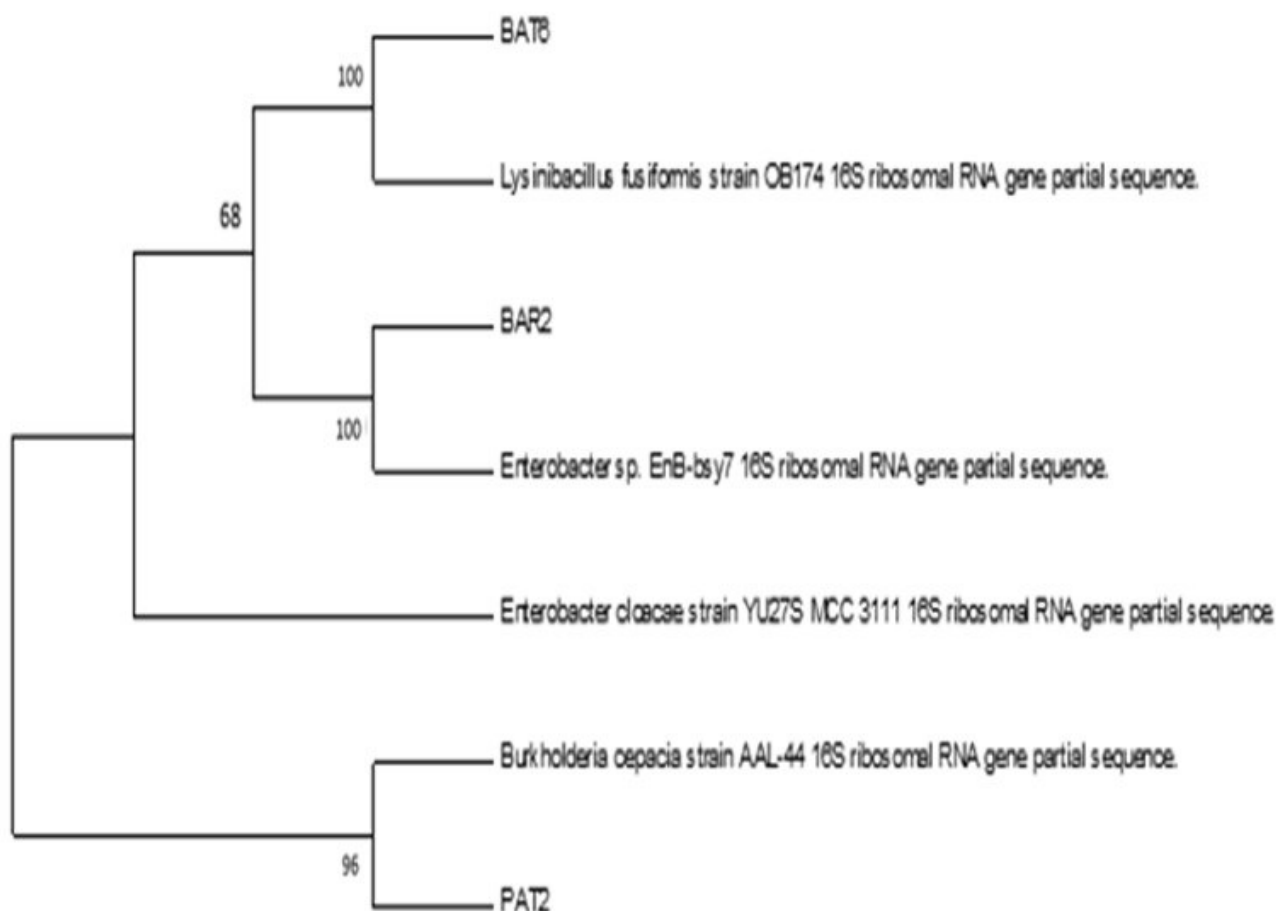 BAT6
100
Lysinibacillus fusiformis strain OB174 16S ribosomal RNA gene partial sequence.
68
BAR2
100
Enterobacter sp. EnB-bsy7 16S ribosomal RNA gene partial sequence.
Enterobacter cloacae strain YU27S MCC 3111 16S ribosomal RNA gene partial sequence
Burkholderia cepacia strain AAL-44 16S ribosomal RNA gene partial sequence.
96
PAT2